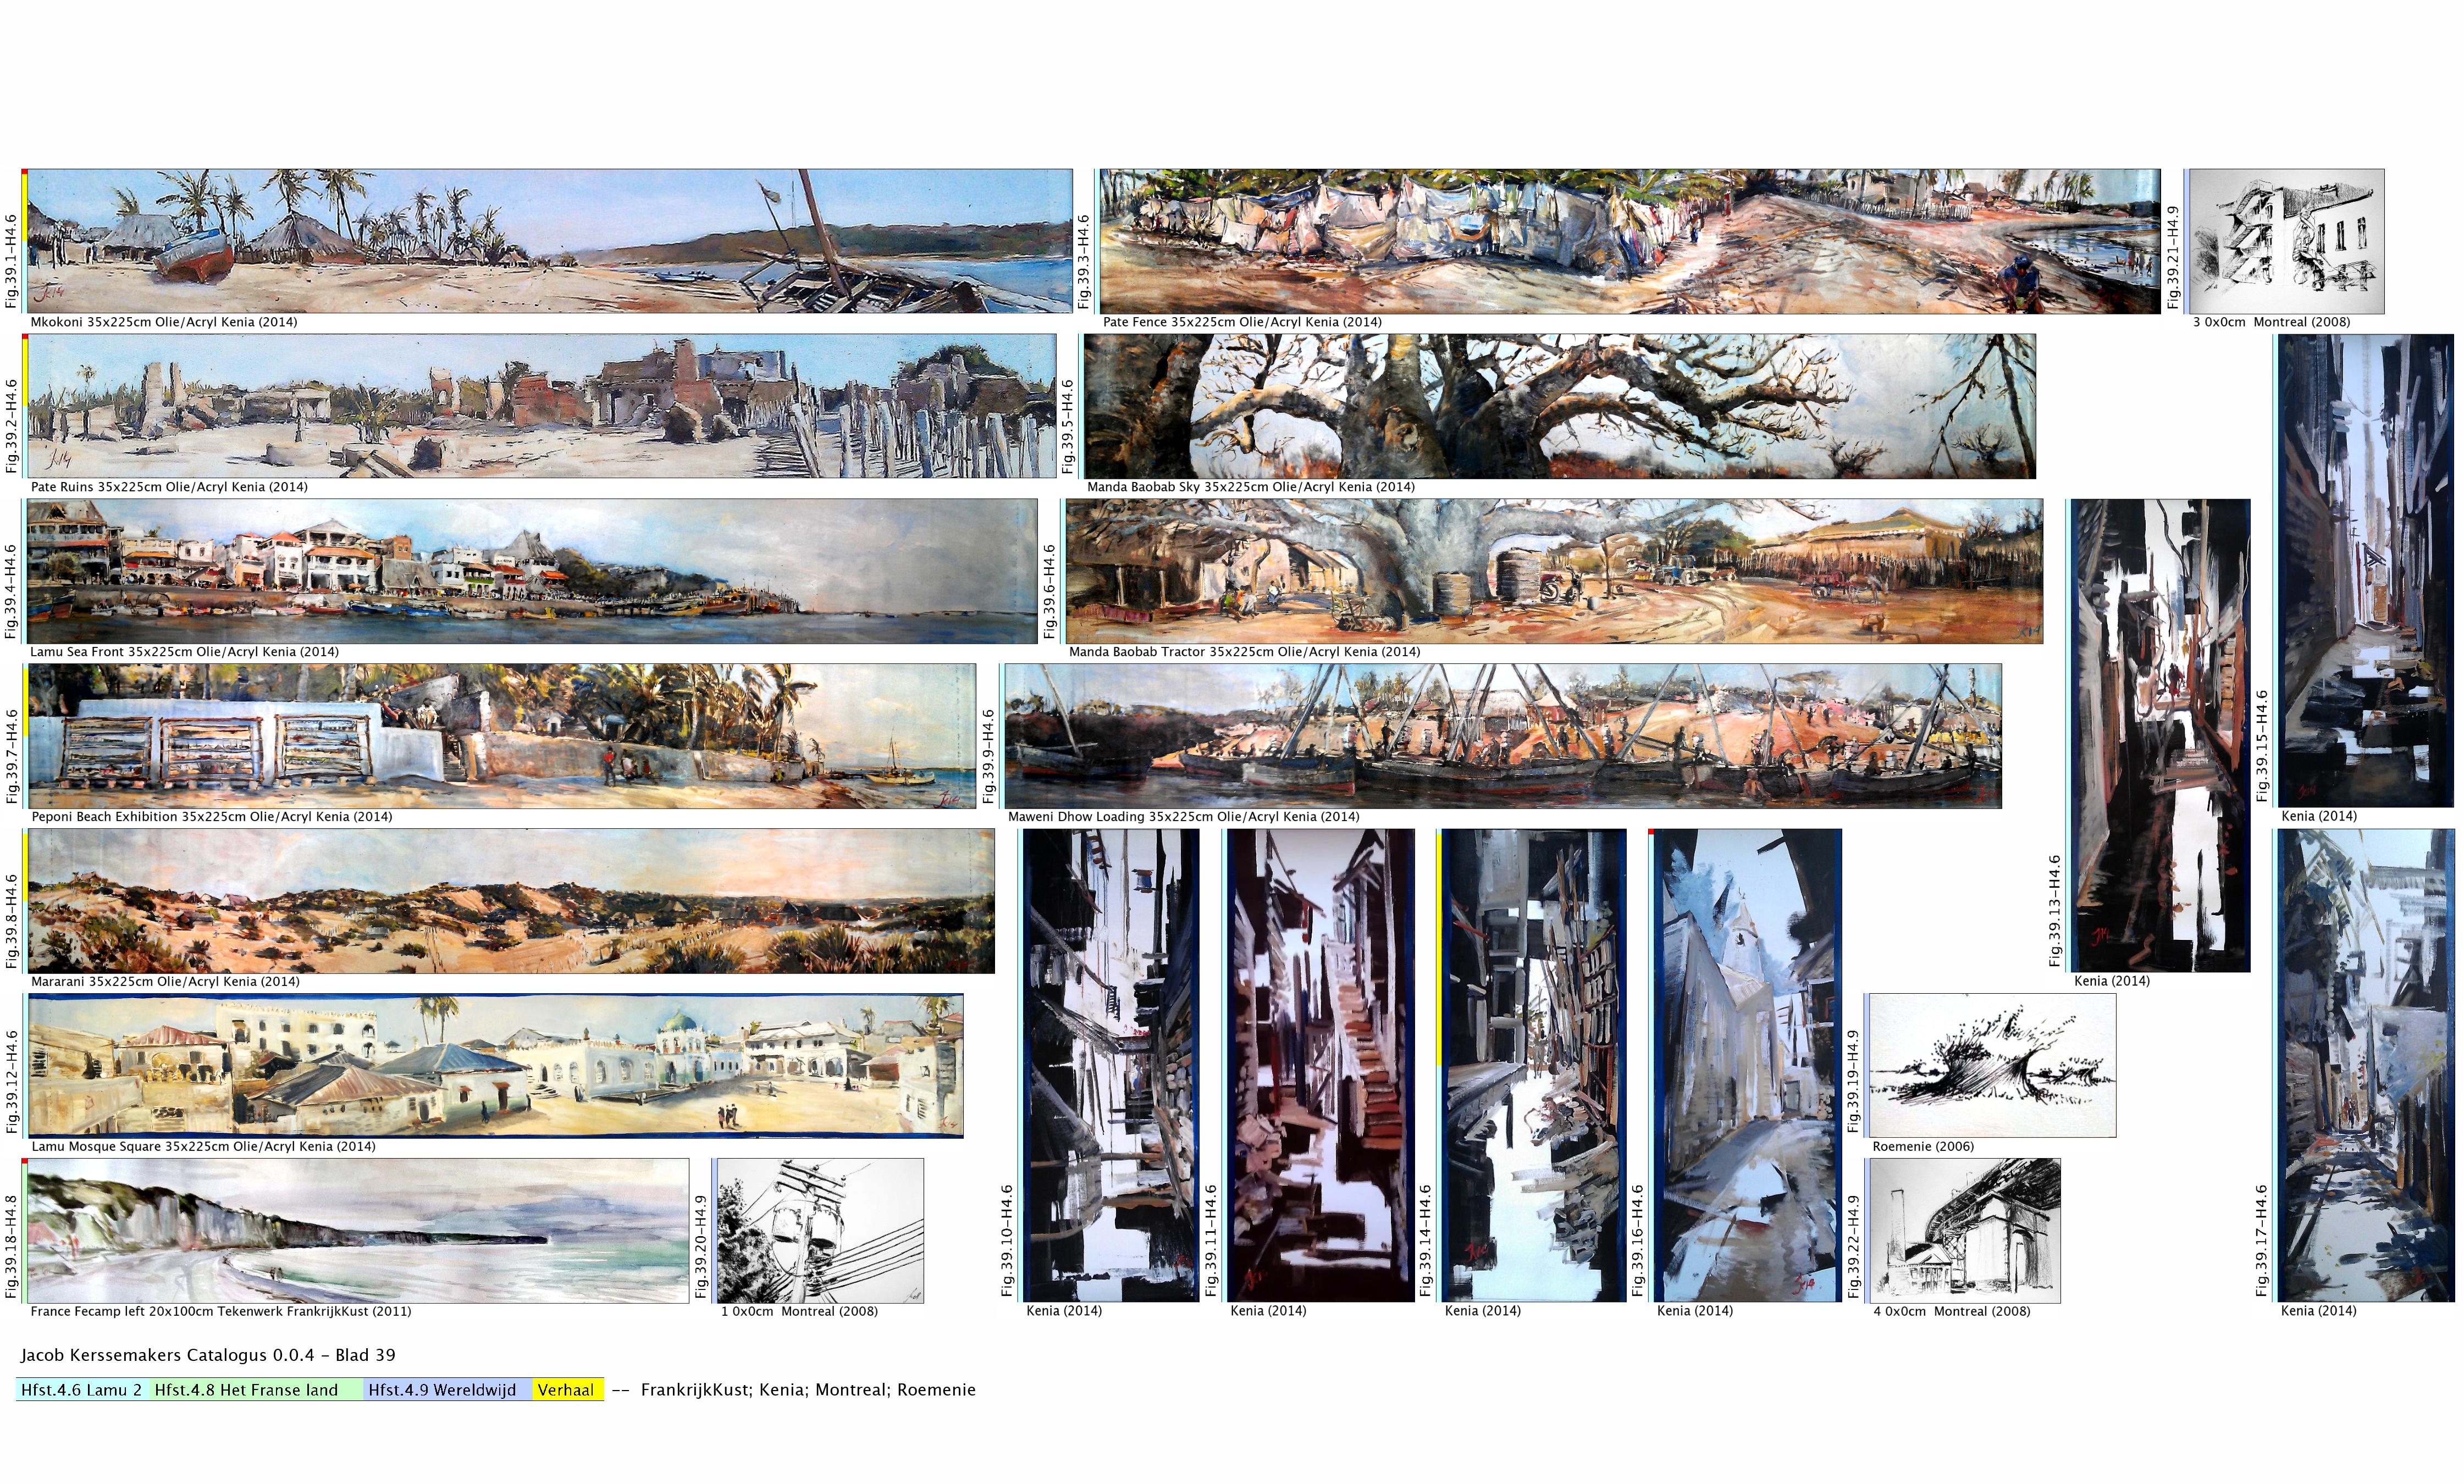 Fig.39.1-H4.6
Mkokoni 35x225cm Olie/Acryl Kenia (2014)
Fig.39.3-H4.6
Pate Fence 35x225cm Olie/Acryl Kenia (2014)
Fig.39.21-H4.9
3 0x0cm  Montreal (2008)
Fig.39.2-H4.6
Pate Ruins 35x225cm Olie/Acryl Kenia (2014)
Fig.39.5-H4.6
Manda Baobab Sky 35x225cm Olie/Acryl Kenia (2014)
Fig.39.15-H4.6
Kenia (2014)
Fig.39.4-H4.6
Lamu Sea Front 35x225cm Olie/Acryl Kenia (2014)
Fig.39.6-H4.6
Manda Baobab Tractor 35x225cm Olie/Acryl Kenia (2014)
Fig.39.13-H4.6
Kenia (2014)
Fig.39.7-H4.6
Peponi Beach Exhibition 35x225cm Olie/Acryl Kenia (2014)
Fig.39.9-H4.6
Maweni Dhow Loading 35x225cm Olie/Acryl Kenia (2014)
Fig.39.8-H4.6
Mararani 35x225cm Olie/Acryl Kenia (2014)
Fig.39.12-H4.6
Lamu Mosque Square 35x225cm Olie/Acryl Kenia (2014)
Fig.39.18-H4.8
France Fecamp left 20x100cm Tekenwerk FrankrijkKust (2011)
Fig.39.20-H4.9
1 0x0cm  Montreal (2008)
Fig.39.10-H4.6
Kenia (2014)
Fig.39.11-H4.6
Kenia (2014)
Fig.39.14-H4.6
Kenia (2014)
Fig.39.16-H4.6
Kenia (2014)
Fig.39.19-H4.9
Roemenie (2006)
Fig.39.22-H4.9
4 0x0cm  Montreal (2008)
Fig.39.17-H4.6
Kenia (2014)
Jacob Kerssemakers Catalogus 0.0.4 - Blad 39
Hfst.4.6 Lamu 2 Hfst.4.8 Het Franse land Hfst.4.9 Wereldwijd Verhaal -- FrankrijkKust; Kenia; Montreal; Roemenie